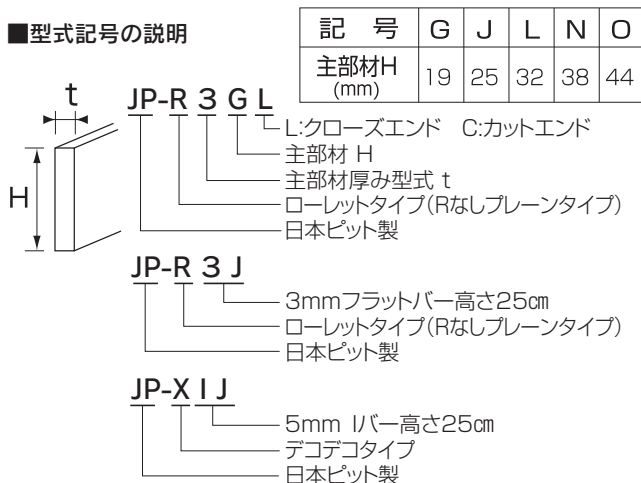 ■型式記号の説明
記 号 G J L N O
主部材H (mm) 19 25 32 38 44
t
H
JP-R 3 G L
L:クローズエンド C:カットエンド
主部材 H
主部材厚み型式 t
ローレットタイプ(Rなしプレーンタイプ)
日本ピット製
JP-R 3 J
3mmフラットバー高さ25㎝
ローレットタイプ(Rなしプレーンタイプ)
日本ピット製
JP-X I J
5mm Iバー高さ25㎝
デコデコタイプ
日本ピット製